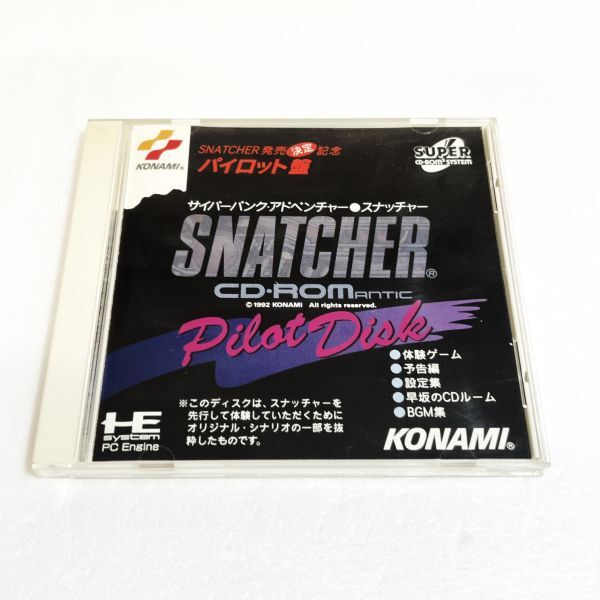 KONAMI®
SNATCHER発売決定記念
パイロット盤
SUPER
CD-ROM² SYSTEM
サイバーパンク・アドベンチャー●スナッチャー
SNATCHER®
CD・ROMANTIC
© 1992 KONAMI All rights reserved.
Pilot Disk
●体験ゲーム
●予告編
●設定集
●早坂のCDルーム
●BGM集
※このディスクは、スナッチャーを
先行して体験していただくために
オリジナル・シナリオの一部を抜
粋したものです。
HE
system
PC Engine
KONAMI®